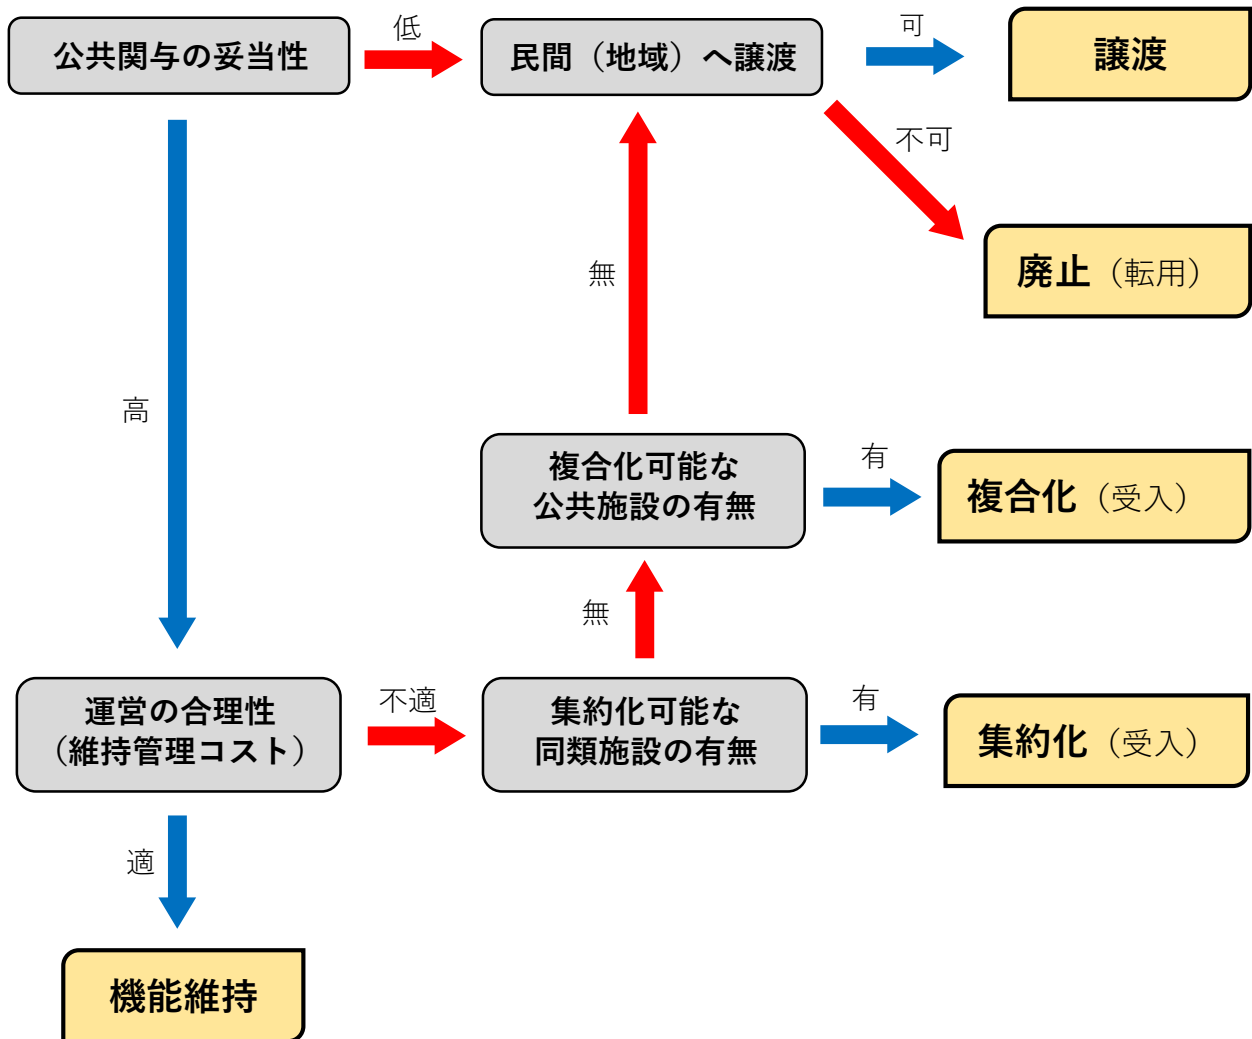 公共関与の妥当性
低
民間（地域）へ譲渡
可
譲渡
不可
廃止（転用）
高
無
複合化可能な
公共施設の有無
有
複合化（受入）
無
運営の合理性
（維持管理コスト）
不適
集約化可能な
同類施設の有無
有
集約化（受入）
適
機能維持